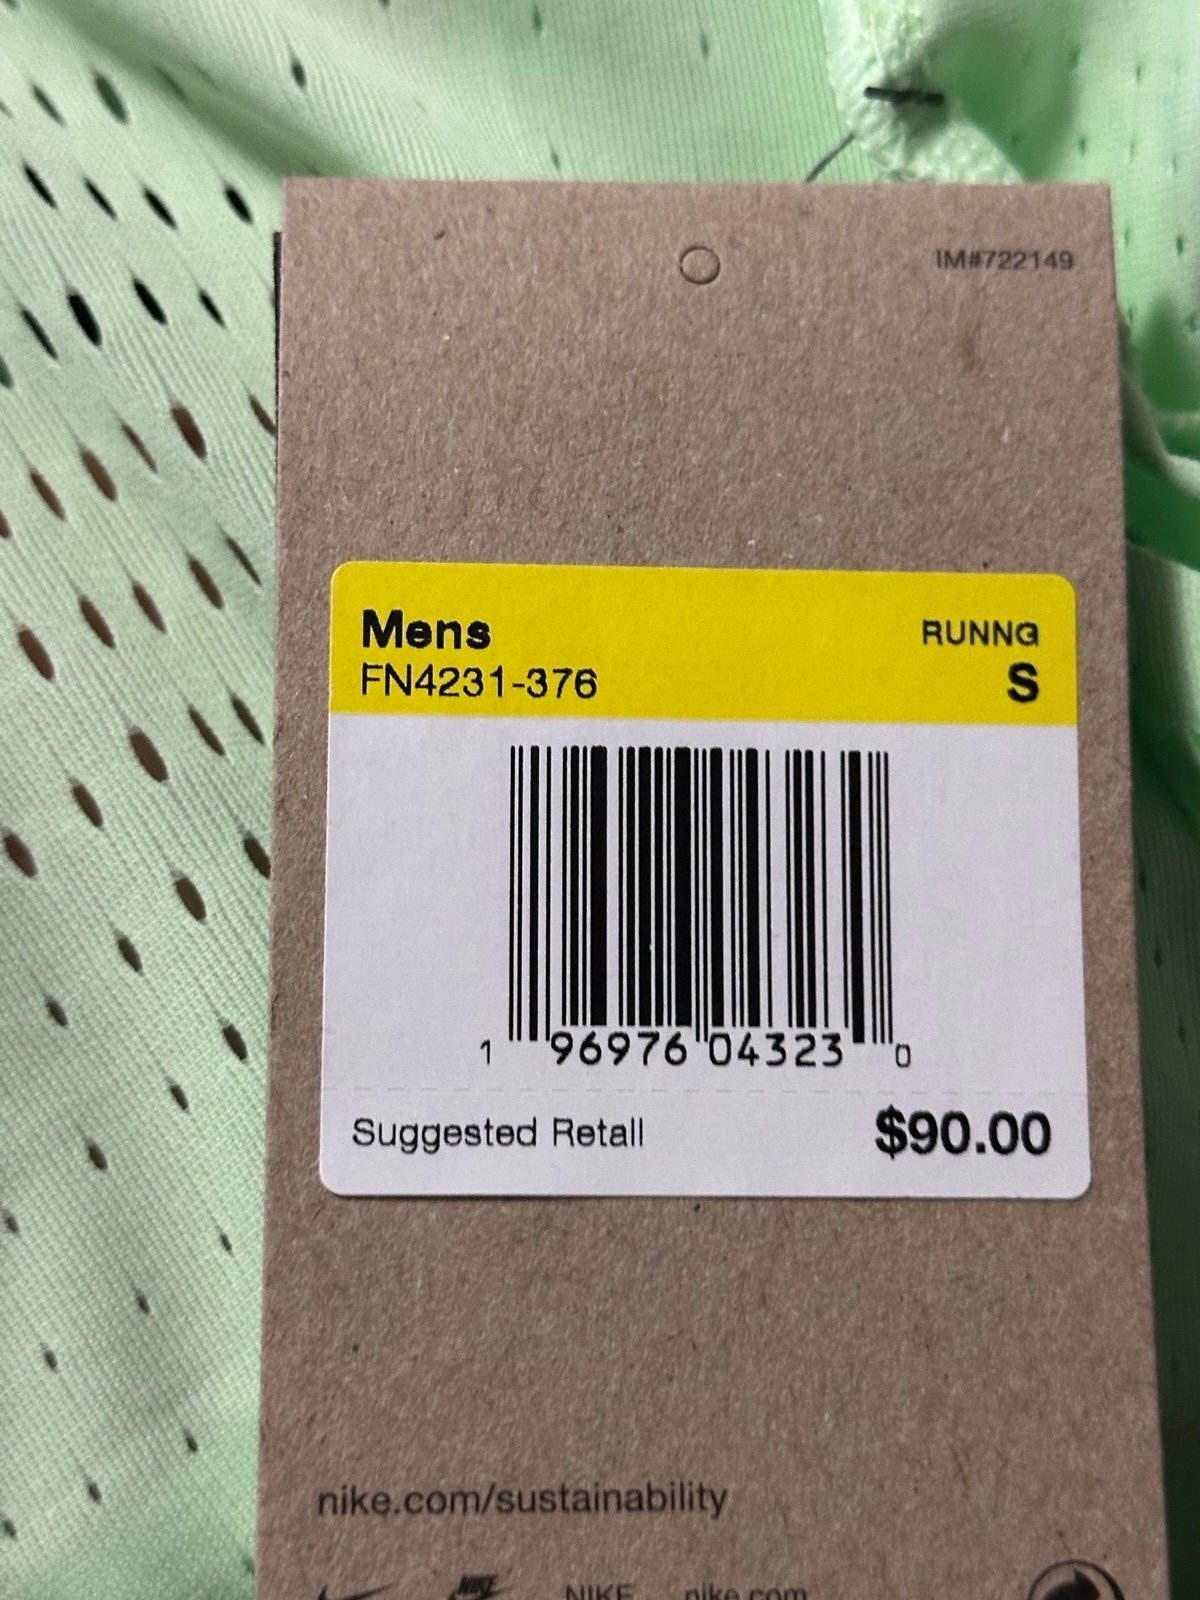 IM#722149
Mens RUNNG
FN4231-376 S
1 96976 04323 0
Suggested Retail $90.00
nike.com/sustainability
NIKE NIKE nike.com